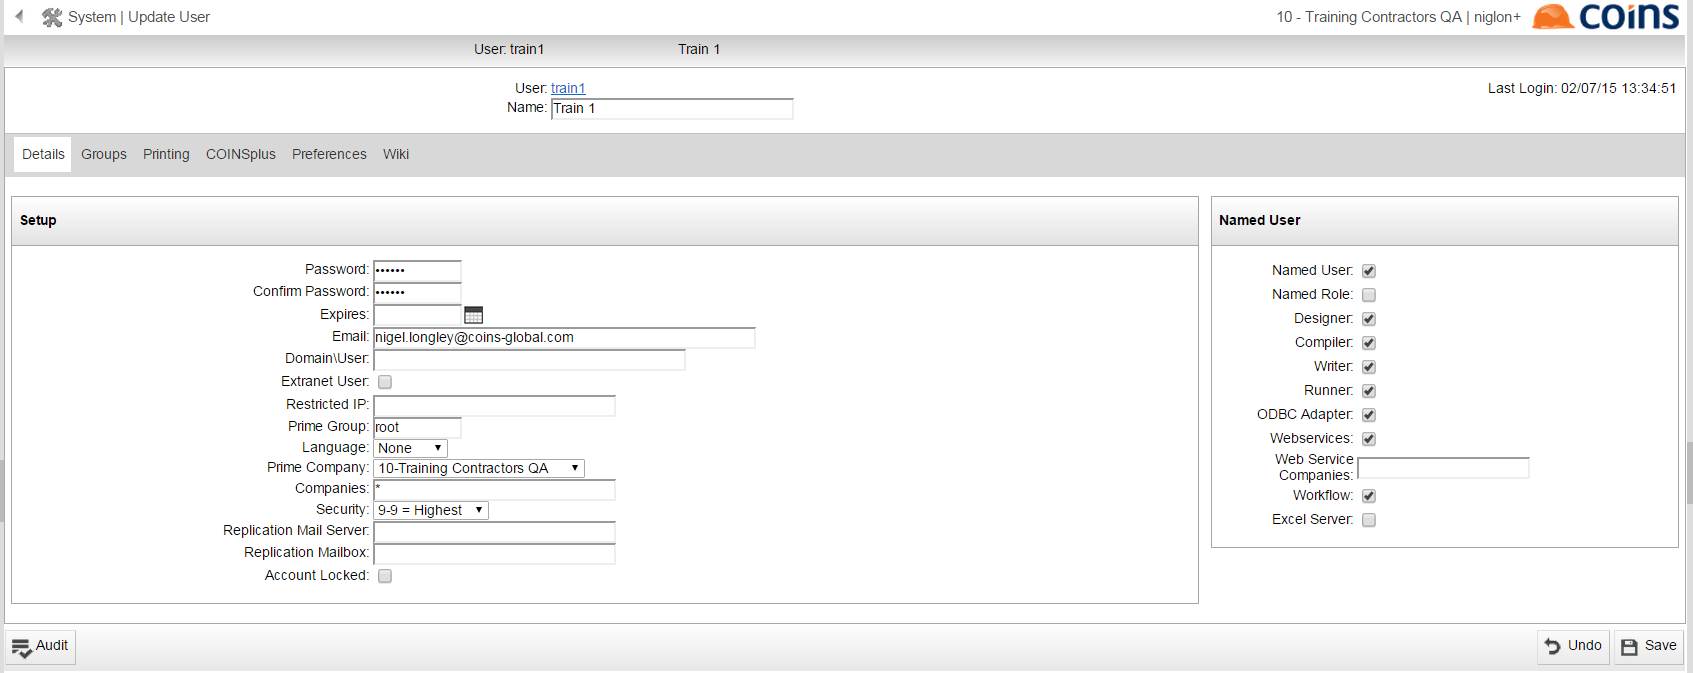 System | Update User
10 - Training Contractors QA | niglon+
coins
User: train1
Train 1
User: train1
Last Login: 02/07/15 13:34:51
Name: Train 1
Details Groups Printing COINSplus Preferences Wiki
Setup
Password: ••••••
Confirm Password: ••••••
Expires:
Email: nigel.longley@coins-global.com
Domain\User:
Extranet User:
Restricted IP:
Prime Group: root
Language: None
Prime Company: 10-Training Contractors QA
Companies: *
Security: 9-9 = Highest
Replication Mail Server:
Replication Mailbox:
Account Locked:
Named User
Named User:
Named Role:
Designer:
Compiler:
Writer:
Runner:
ODBC Adapter:
Webservices:
Web Service
Companies:
Workflow:
Excel Server:
Audit
Undo
Save